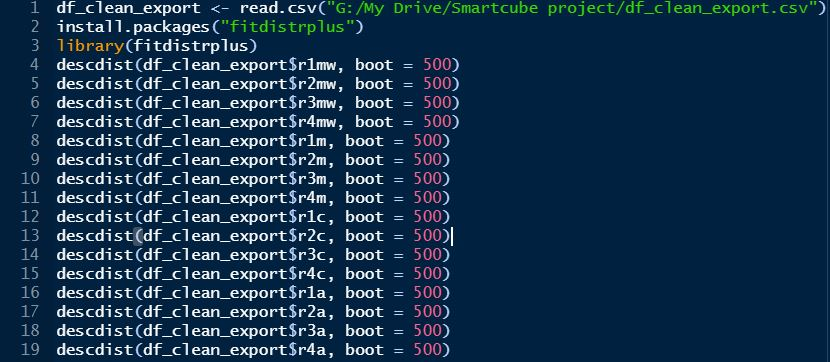 1 df_clean_export <- read.csv("G:/My Drive/Smartcube project/df_clean_export.csv")
2 install.packages("fitdistrplus")
3 library(fitdistrplus)
4 descdist(df_clean_export$r1mw, boot = 500)
5 descdist(df_clean_export$r2mw, boot = 500)
6 descdist(df_clean_export$r3mw, boot = 500)
7 descdist(df_clean_export$r4mw, boot = 500)
8 descdist(df_clean_export$r1m, boot = 500)
9 descdist(df_clean_export$r2m, boot = 500)
10 descdist(df_clean_export$r3m, boot = 500)
11 descdist(df_clean_export$r4m, boot = 500)
12 descdist(df_clean_export$r1c, boot = 500)
13 descdist(df_clean_export$r2c, boot = 500)
14 descdist(df_clean_export$r3c, boot = 500)
15 descdist(df_clean_export$r4c, boot = 500)
16 descdist(df_clean_export$r1a, boot = 500)
17 descdist(df_clean_export$r2a, boot = 500)
18 descdist(df_clean_export$r3a, boot = 500)
19 descdist(df_clean_export$r4a, boot = 500)